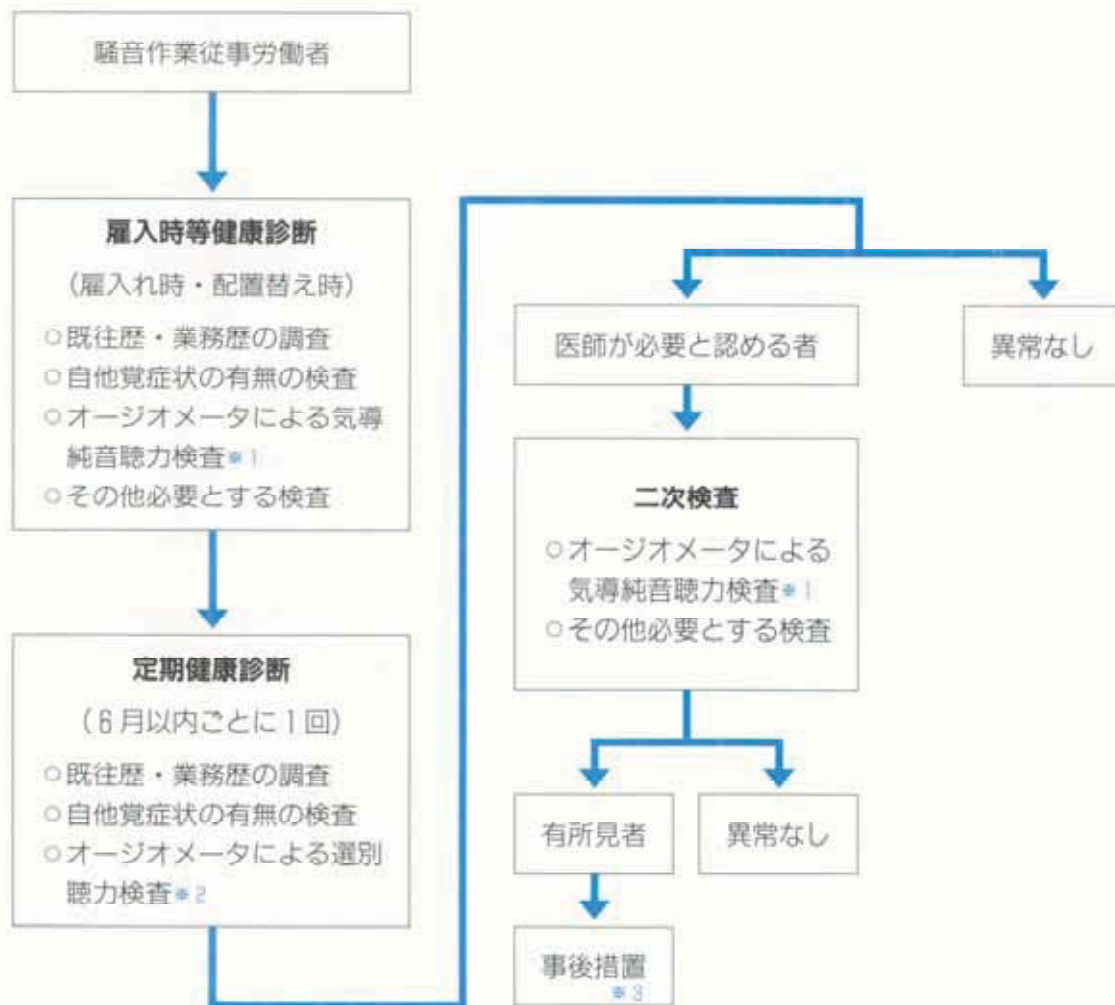 騒音作業従事労働者
雇入時等健康診断
（雇入れ時・配置替え時）
○既往歴・業務歴の調査
○自他覚症状の有無の検査
○オージオメータによる気導
純音聴力検査※1
○その他必要とする検査
定期健康診断
（6月以内ごとに1回）
○既往歴・業務歴の調査
○自他覚症状の有無の検査
○オージオメータによる選別
聴力検査※2
医師が必要と認める者
異常なし
二次検査
○オージオメータによる
気導純音聴力検査※1
○その他必要とする検査
有所見者
異常なし
事後措置
※3